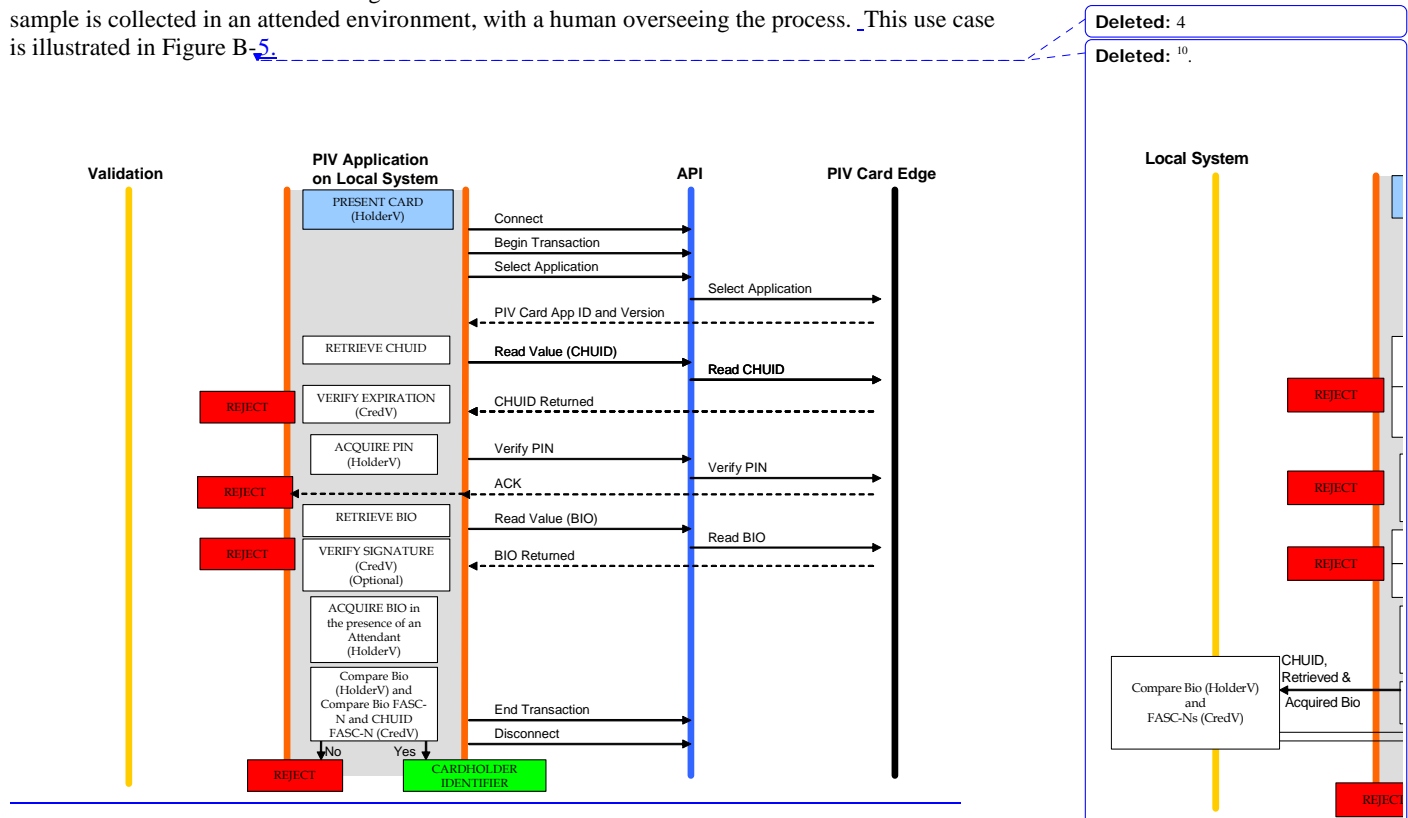 sample is collected in an attended environment, with a human overseeing the process. This use case
is illustrated in Figure B-5.
Deleted: 4
Deleted: 10.
Validation
PIV Application
on Local System
API
PIV Card Edge
PRESENT CARD
(HolderV)
Connect
Begin Transaction
Select Application
Select Application
PIV Card App ID and Version
RETRIEVE CHUID
Read Value (CHUID)
Read CHUID
REJECT
VERIFY EXPIRATION
(CredV)
CHUID Returned
ACQUIRE PIN
(HolderV)
Verify PIN
Verify PIN
REJECT
ACK
RETRIEVE BIO
Read Value (BIO)
Read BIO
REJECT
VERIFY SIGNATURE
(CredV)
(Optional)
BIO Returned
ACQUIRE BIO in
the presence of an
Attendant
(HolderV)
Compare Bio
(HolderV) and
Compare Bio FASC-
N and CHUID
FASC-N (CredV)
End Transaction
Disconnect
No
Yes
REJECT
CARDHOLDER
IDENTIFIER
Local System
REJECT
REJECT
REJECT
Compare Bio (HolderV)
and
FASC-Ns (CredV)
CHUID,
Retrieved &
Acquired Bio
REJECT